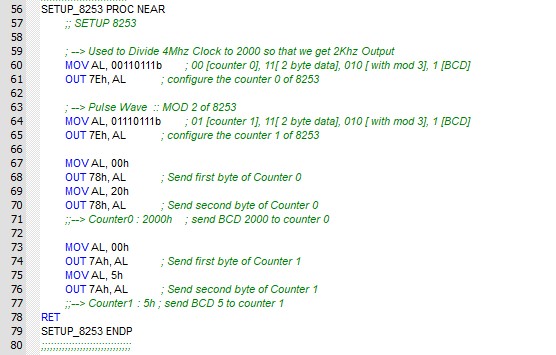 56 SETUP_8253 PROC NEAR
57 ;; SETUP 8253
58
59 ; --> Used to Divide 4Mhz Clock to 2000 so that we get 2Khz Output
60 MOV AL, 00110111b ; 00 [counter 0], 11[ 2 byte data], 010 [ with mod 3], 1 [BCD]
61 OUT 7Eh, AL ; configure the counter 0 of 8253
62
63 ; --> Pulse Wave :: MOD 2 of 8253
64 MOV AL, 01110111b ; 01 [counter 1], 11[ 2 byte data], 010 [ with mod 3], 1 [BCD]
65 OUT 7Eh, AL ; configure the counter 1 of 8253
66
67 MOV AL, 00h
68 OUT 78h, AL ; Send first byte of Counter 0
69 MOV AL, 20h
70 OUT 78h, AL ; Send second byte of Counter 0
71 ;;--> Counter0 : 2000h ; send BCD 2000 to counter 0
72
73 MOV AL, 00h
74 OUT 7Ah, AL ; Send first byte of Counter 1
75 MOV AL, 5h
76 OUT 7Ah, AL ; Send second byte of Counter 1
77 ;;--> Counter1 : 5h ; send BCD 5 to counter 1
78 RET
79 SETUP_8253 ENDP
80 ;;;;;;;;;;;;;;;;;;;;;;;;;;;;;;